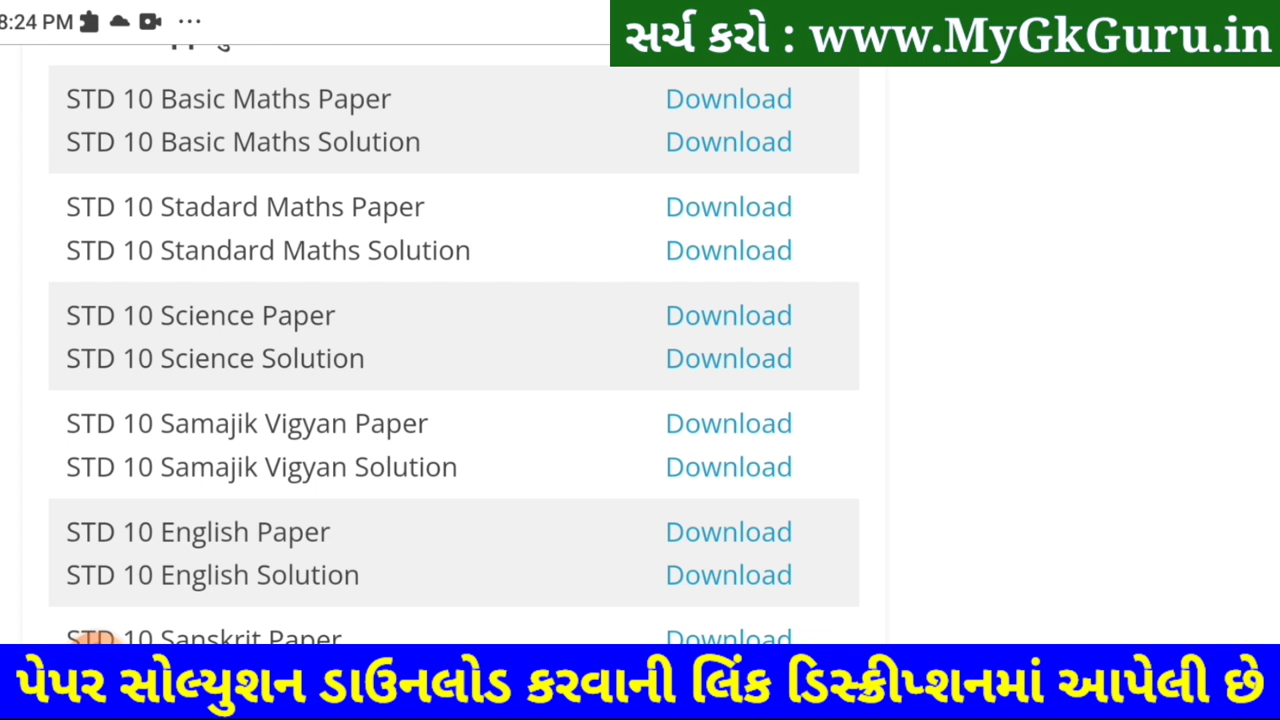 8:24 PM
સર્ચ કરો : www.MyGkGuru.in
STD 10 Basic Maths Paper Download
STD 10 Basic Maths Solution Download
STD 10 Stadard Maths Paper Download
STD 10 Standard Maths Solution Download
STD 10 Science Paper Download
STD 10 Science Solution Download
STD 10 Samajik Vigyan Paper Download
STD 10 Samajik Vigyan Solution Download
STD 10 English Paper Download
STD 10 English Solution Download
STD 10 Sanskrit Paper Download
પેપર સોલ્યુશન ડાઉનલોડ કરવાની લિંક ડિસ્ક્રીપ્શનમાં આપેલી છે